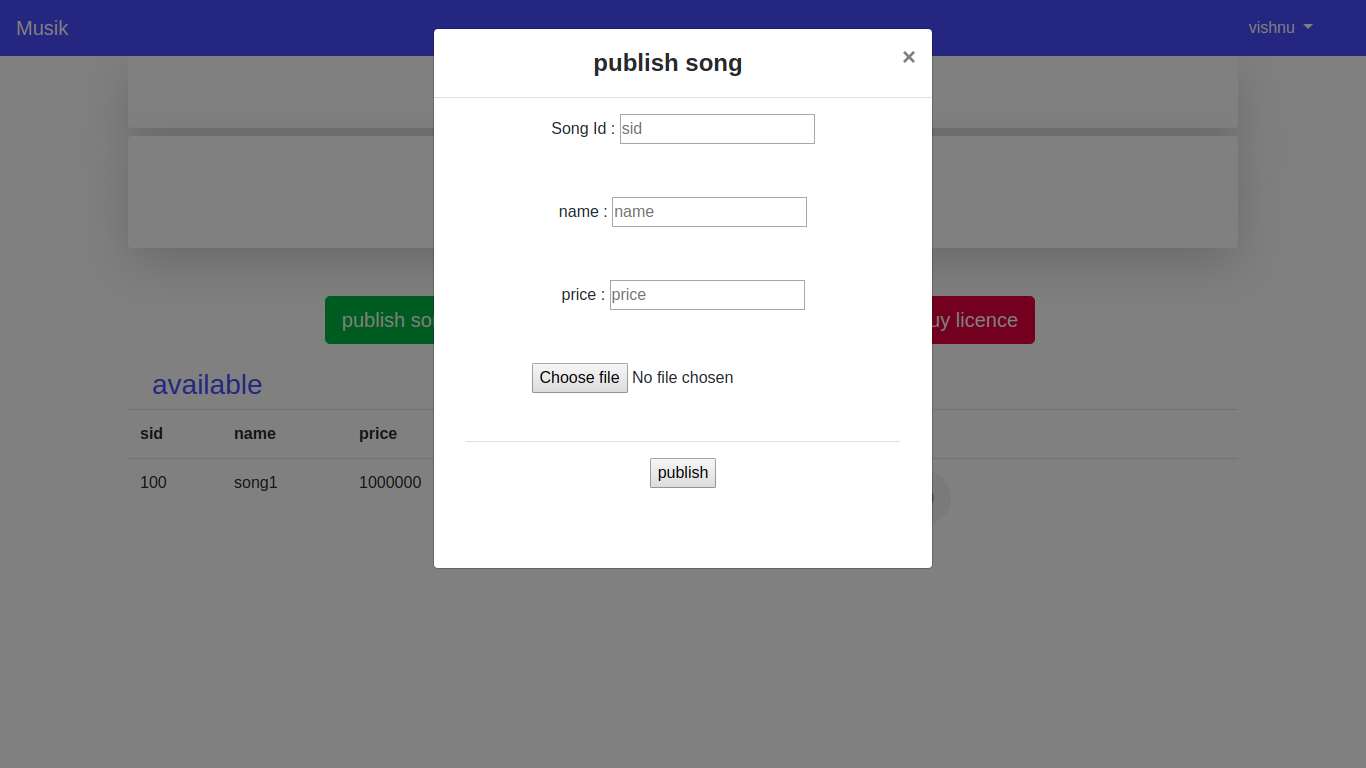 Musik
vishnu
publish song
×
Song Id : sid
name : name
price : price
Choose file No file chosen
publish
publish so
uy licence
available
sid name price
100 song1 1000000